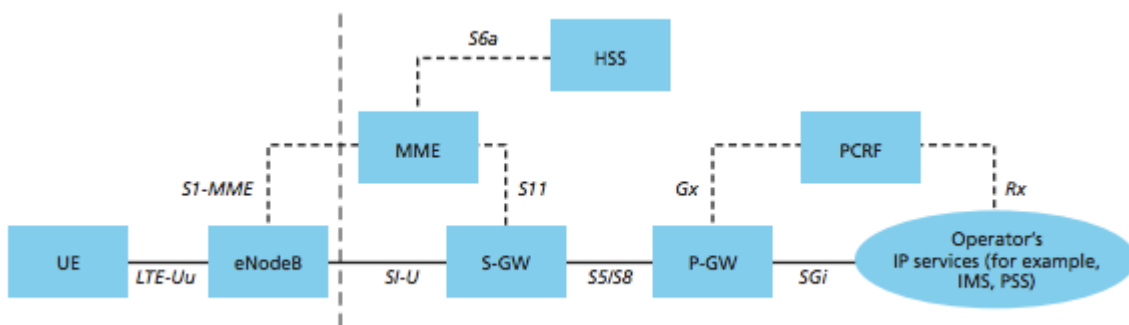 S6a
HSS
MME
PCRF
S1-MME
S11
Gx
Rx
UE
LTE-Uu
eNodeB
SI-U
S-GW
S5/S8
P-GW
SGi
Operator's
IP services (for example,
IMS, PSS)